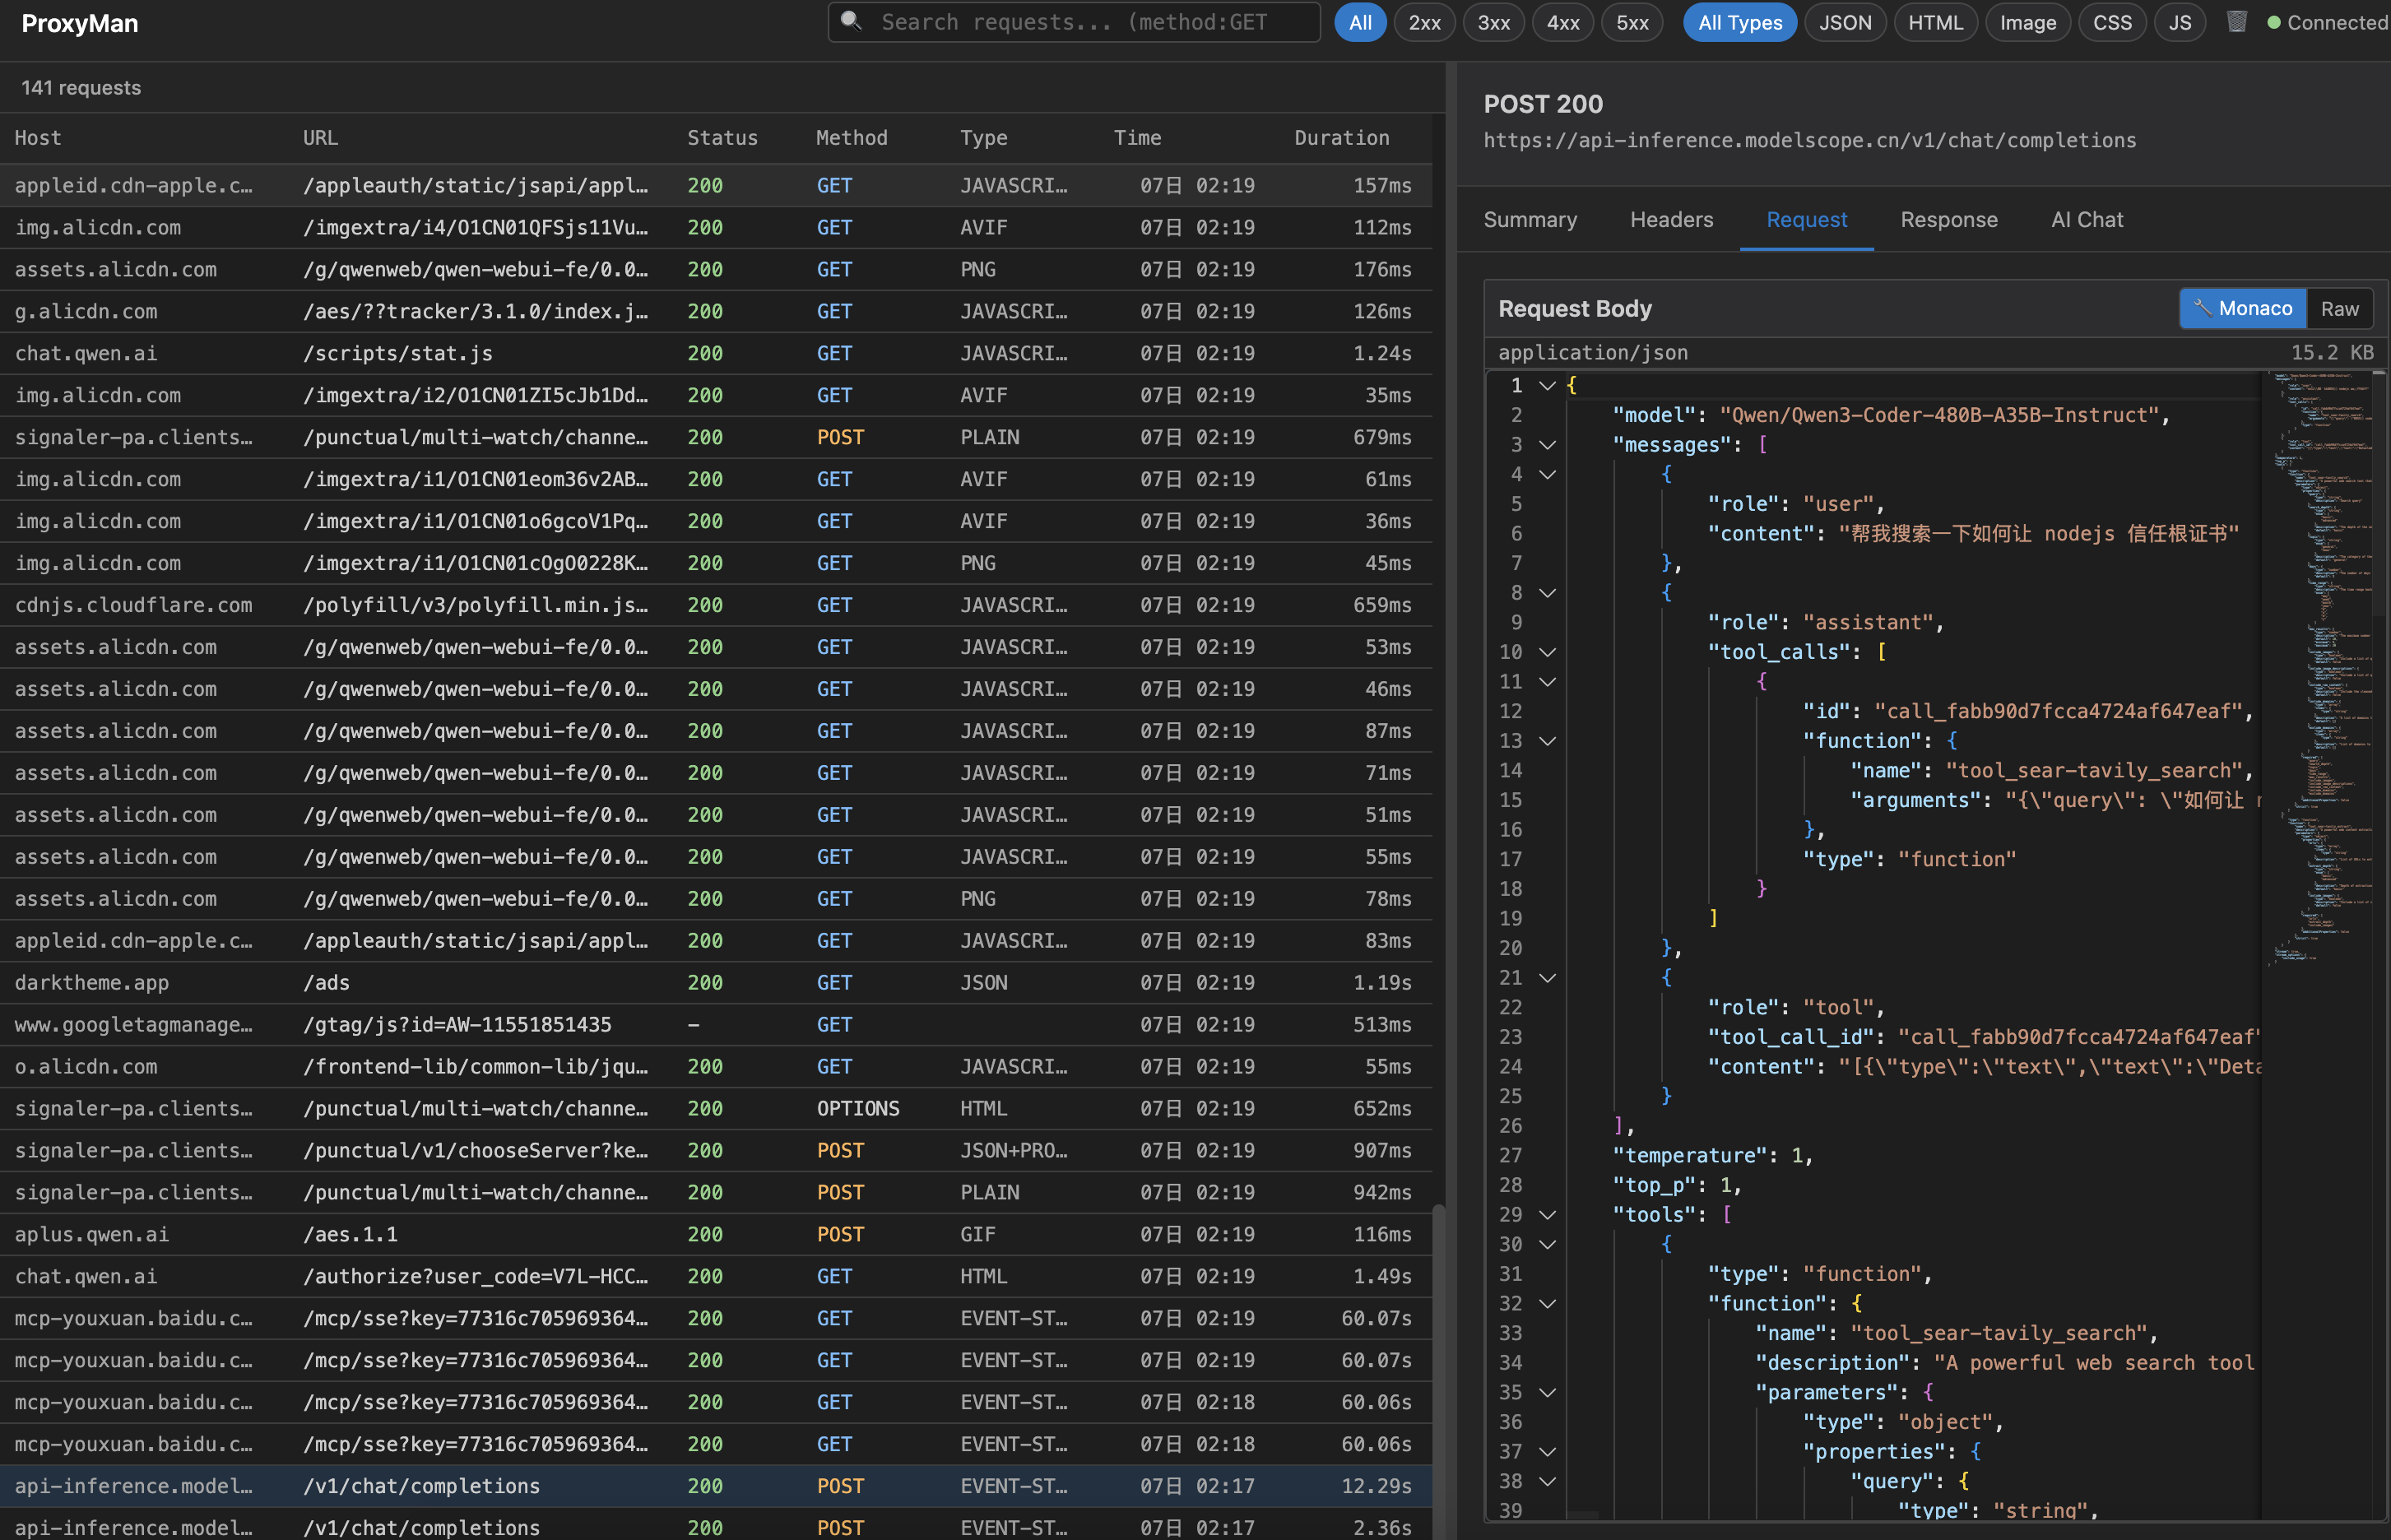 ProxyMan
Search requests... (method:GET
All 2xx 3xx 4xx 5xx All Types JSON HTML Image CSS JS Connected
141 requests
Host URL Status Method Type Time Duration
appleid.cdn-apple.c… /appleauth/static/jsapi/appl… 200 GET JAVASCRI… 07日 02:19 157ms
img.alicdn.com /imgextra/i4/O1CN01QFSjs11Vu… 200 GET AVIF 07日 02:19 112ms
assets.alicdn.com /g/qwenweb/qwen-webui-fe/0.0… 200 GET PNG 07日 02:19 176ms
g.alicdn.com /aes/??tracker/3.1.0/index.j… 200 GET JAVASCRI… 07日 02:19 126ms
chat.qwen.ai /scripts/stat.js 200 GET JAVASCRI… 07日 02:19 1.24s
img.alicdn.com /imgextra/i2/O1CN01ZI5cJb1Dd… 200 GET AVIF 07日 02:19 35ms
signaler-pa.clients… /punctual/multi-watch/channe… 200 POST PLAIN 07日 02:19 679ms
img.alicdn.com /imgextra/i1/O1CN01eom36v2AB… 200 GET AVIF 07日 02:19 61ms
img.alicdn.com /imgextra/i1/O1CN01o6gcoV1Pq… 200 GET AVIF 07日 02:19 36ms
img.alicdn.com /imgextra/i1/O1CN01cOgO0228K… 200 GET PNG 07日 02:19 45ms
cdnjs.cloudflare.com /polyfill/v3/polyfill.min.js… 200 GET JAVASCRI… 07日 02:19 659ms
assets.alicdn.com /g/qwenweb/qwen-webui-fe/0.0… 200 GET JAVASCRI… 07日 02:19 53ms
assets.alicdn.com /g/qwenweb/qwen-webui-fe/0.0… 200 GET JAVASCRI… 07日 02:19 46ms
assets.alicdn.com /g/qwenweb/qwen-webui-fe/0.0… 200 GET JAVASCRI… 07日 02:19 87ms
assets.alicdn.com /g/qwenweb/qwen-webui-fe/0.0… 200 GET JAVASCRI… 07日 02:19 71ms
assets.alicdn.com /g/qwenweb/qwen-webui-fe/0.0… 200 GET JAVASCRI… 07日 02:19 51ms
assets.alicdn.com /g/qwenweb/qwen-webui-fe/0.0… 200 GET JAVASCRI… 07日 02:19 55ms
assets.alicdn.com /g/qwenweb/qwen-webui-fe/0.0… 200 GET PNG 07日 02:19 78ms
appleid.cdn-apple.c… /appleauth/static/jsapi/appl… 200 GET JAVASCRI… 07日 02:19 83ms
darktheme.app /ads 200 GET JSON 07日 02:19 1.19s
www.googletagmanage… /gtag/js?id=AW-11551851435 – GET 07日 02:19 513ms
o.alicdn.com /frontend-lib/common-lib/jqu… 200 GET JAVASCRI… 07日 02:19 55ms
signaler-pa.clients… /punctual/multi-watch/channe… 200 OPTIONS HTML 07日 02:19 652ms
signaler-pa.clients… /punctual/v1/chooseServer?ke… 200 POST JSON+PRO… 07日 02:19 907ms
signaler-pa.clients… /punctual/multi-watch/channe… 200 POST PLAIN 07日 02:19 942ms
aplus.qwen.ai /aes.1.1 200 POST GIF 07日 02:19 116ms
chat.qwen.ai /authorize?user_code=V7L-HCC… 200 GET HTML 07日 02:19 1.49s
mcp-youxuan.baidu.c… /mcp/sse?key=77316c705969364… 200 GET EVENT-ST… 07日 02:19 60.07s
mcp-youxuan.baidu.c… /mcp/sse?key=77316c705969364… 200 GET EVENT-ST… 07日 02:19 60.07s
mcp-youxuan.baidu.c… /mcp/sse?key=77316c705969364… 200 GET EVENT-ST… 07日 02:18 60.06s
mcp-youxuan.baidu.c… /mcp/sse?key=77316c705969364… 200 GET EVENT-ST… 07日 02:18 60.06s
api-inference.model… /v1/chat/completions 200 POST EVENT-ST… 07日 02:17 12.29s
api-inference.model… /v1/chat/completions 200 POST EVENT-ST… 07日 02:17 2.36s
POST 200
https://api-inference.modelscope.cn/v1/chat/completions
Summary Headers Request Response AI Chat
Request Body Monaco Raw
application/json 15.2 KB
1 {
2 "model": "Qwen/Qwen3-Coder-480B-A35B-Instruct",
3 "messages": [
4 {
5 "role": "user",
6 "content": "帮我搜索一下如何让 nodejs 信任根证书"
7 },
8 {
9 "role": "assistant",
10 "tool_calls": [
11 {
12 "id": "call_fabb90d7fcca4724af647eaf",
13 "function": {
14 "name": "tool_sear-tavily_search",
15 "arguments": "{\"query\": \"如何让
16 },
17 "type": "function"
18 }
19 ]
20 },
21 {
22 "role": "tool",
23 "tool_call_id": "call_fabb90d7fcca4724af647eaf"
24 "content": "[{\"type\":\"text\",\"text\":\"Deta
25 }
26 ],
27 "temperature": 1,
28 "top_p": 1,
29 "tools": [
30 {
31 "type": "function",
32 "function": {
33 "name": "tool_sear-tavily_search",
34 "description": "A powerful web search tool
35 "parameters": {
36 "type": "object",
37 "properties": {
38 "query": {
39 "type": "string",